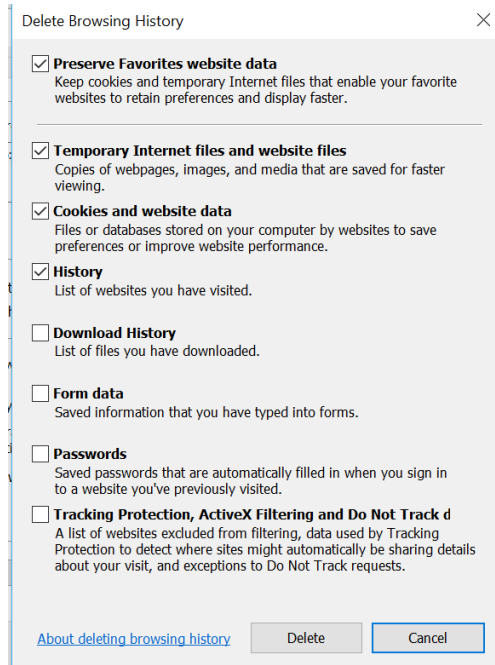 Delete Browsing History
Preserve Favorites website data
Keep cookies and temporary Internet files that enable your favorite
websites to retain preferences and display faster.
Temporary Internet files and website files
Copies of webpages, images, and media that are saved for faster
viewing.
Cookies and website data
Files or databases stored on your computer by websites to save
preferences or improve website performance.
History
List of websites you have visited.
Download History
List of files you have downloaded.
Form data
Saved information that you have typed into forms.
Passwords
Saved passwords that are automatically filled in when you sign in
to a website you've previously visited.
Tracking Protection, ActiveX Filtering and Do Not Track d
A list of websites excluded from filtering, data used by Tracking
Protection to detect where sites might automatically be sharing details
about your visit, and exceptions to Do Not Track requests.
About deleting browsing history
Delete
Cancel